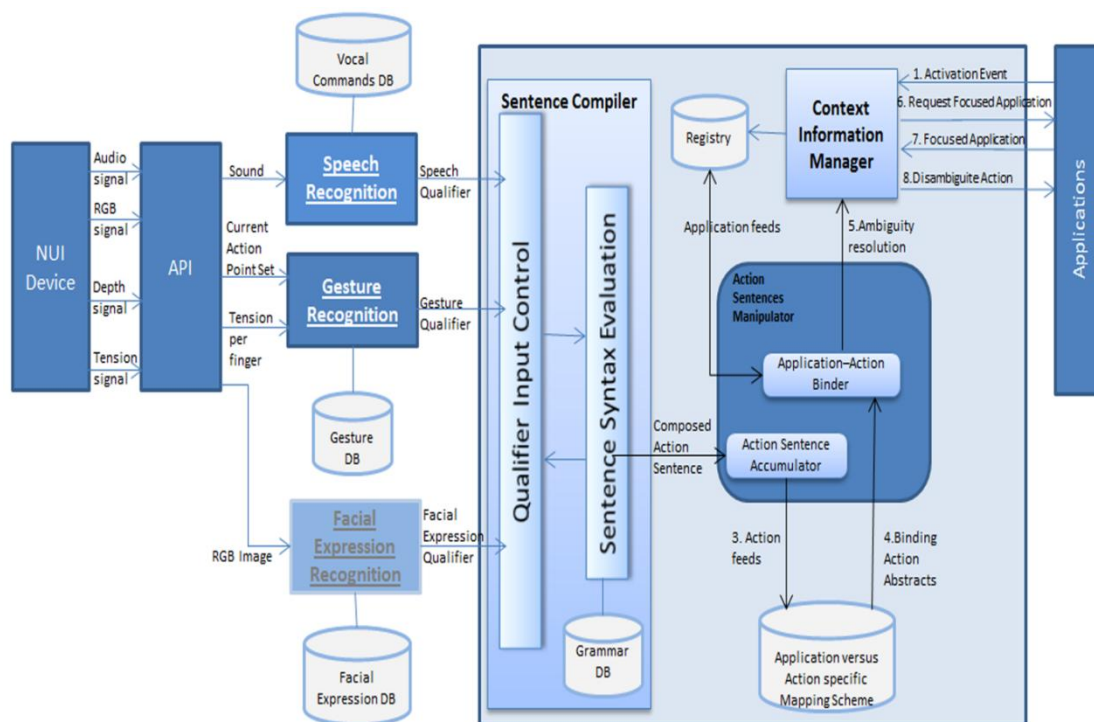 Vocal
Commands DB
Sentence Compiler
1. Activation Event
6. Request Focused Application
7. Focused Application
8.Disambiguite Action
Context
Information
Manager
Registry
Applications
Audio
signal
RGB
signal
Depth
signal
Tension
signal
NUI
Device
API
Sound
Speech
Recognition
Speech
Qualifier
Current
Action
Point Set
Gesture
Recognition
Gesture
Qualifier
Tension
per
finger
Gesture
DB
Qualifier Input Control
Sentence Syntax Evaluation
Application feeds
5.Ambiguity
resolution
Action
Sentences
Manipulator
Application–Action
Binder
Composed
Action
Sentence
Action Sentence
Accumulator
RGB Image
Facial
Expression
Recognition
Facial
Expression
Qualifier
3. Action
feeds
4.Binding
Action
Abstracts
Grammar
DB
Facial
Expression DB
Application versus
Action specific
Mapping Scheme